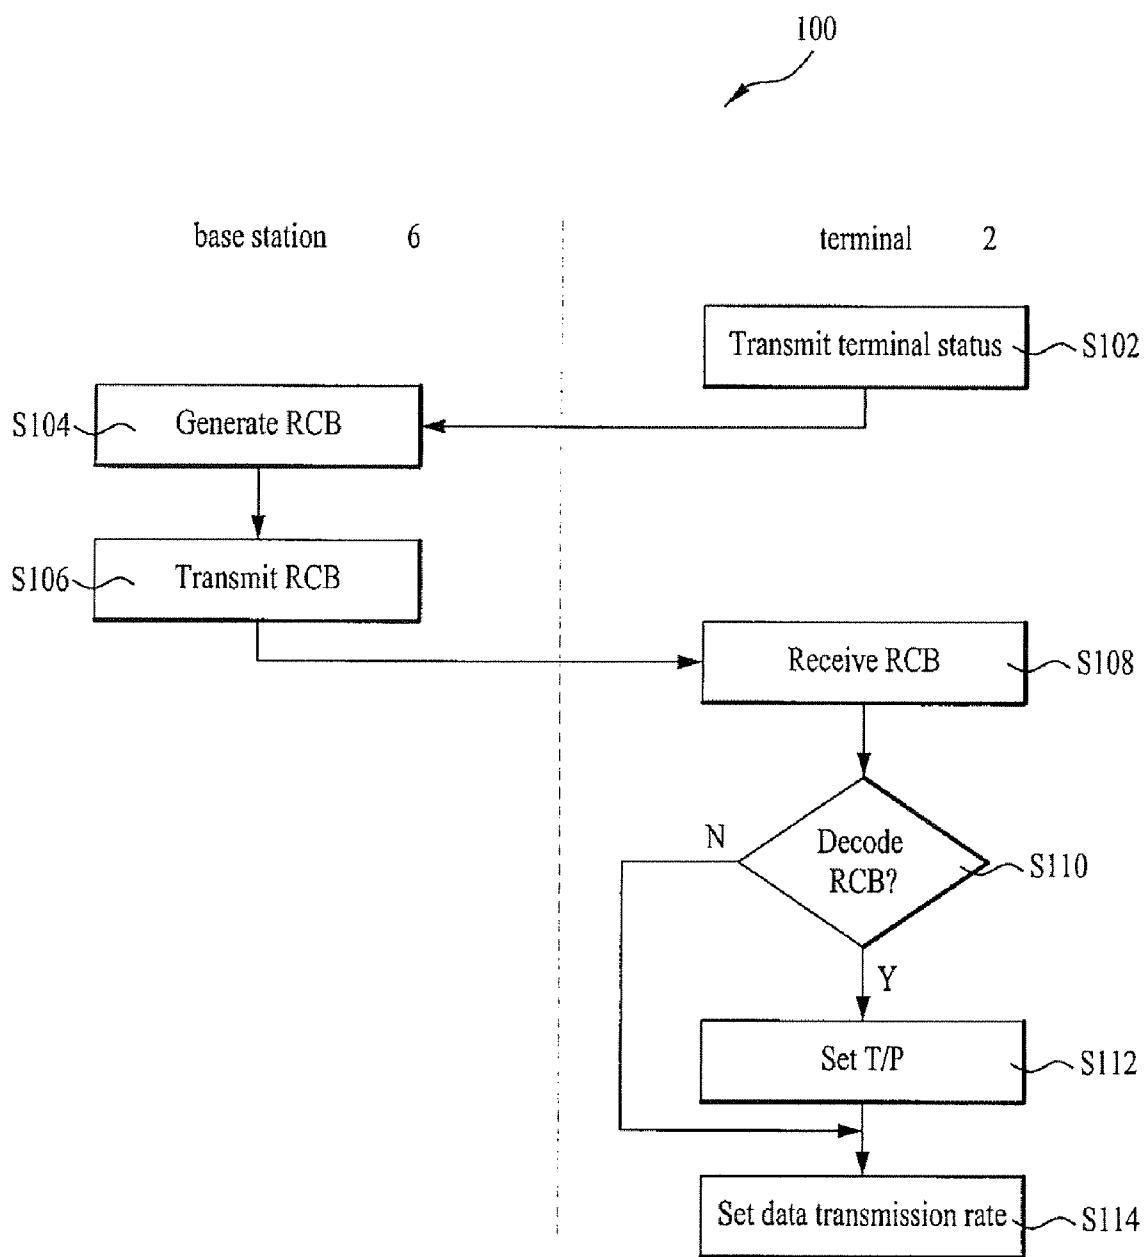 100
base station 6
terminal 2
Transmit terminal status
S102
S104
Generate RCB
S106
Transmit RCB
Receive RCB
S108
N
Decode
RCB?
S110
Y
Set T/P
S112
Set data transmission rate
S114